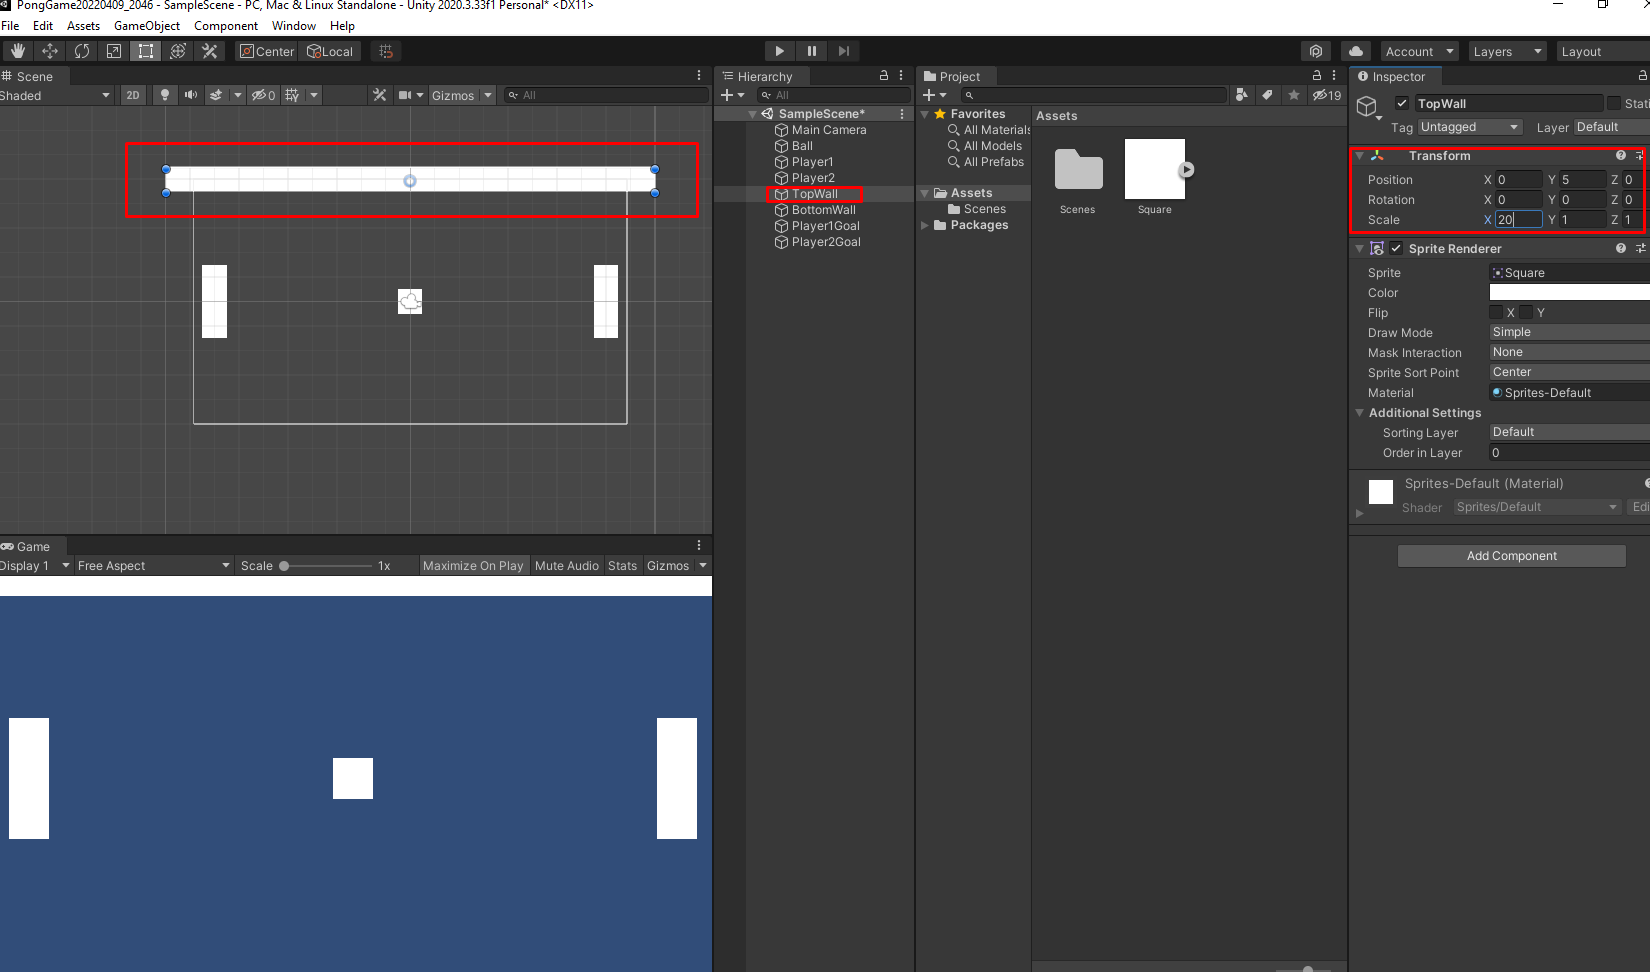 PongGame20220409_2046 - SampleScene - PC, Mac & Linux Standalone - Unity 2020.3.33f1 Personal* <DX11>
File Edit Assets GameObject Component Window Help
Center Local Account Layers Layout
Scene
Shaded 2D 0 Gizmos All
Hierarchy
All
SampleScene*
Main Camera
Ball
Player1
Player2
TopWall
BottomWall
Player1Goal
Player2Goal
Project
19
Favorites
All Materials
All Models
All Prefabs
Assets
Scenes
Packages
Assets
Scenes
Square
Inspector
TopWall Stati
Tag Untagged Layer Default
Transform
Position X 0 Y 5 Z 0
Rotation X 0 Y 0 Z 0
Scale X 20 Y 1 Z 1
Sprite Renderer
Sprite Square
Color
Flip X Y
Draw Mode Simple
Mask Interaction None
Sprite Sort Point Center
Material Sprites-Default
Additional Settings
Sorting Layer Default
Order in Layer 0
Sprites-Default (Material)
Shader Sprites/Default Edi
Add Component
Game
Display 1 Free Aspect Scale 1x Maximize On Play Mute Audio Stats Gizmos